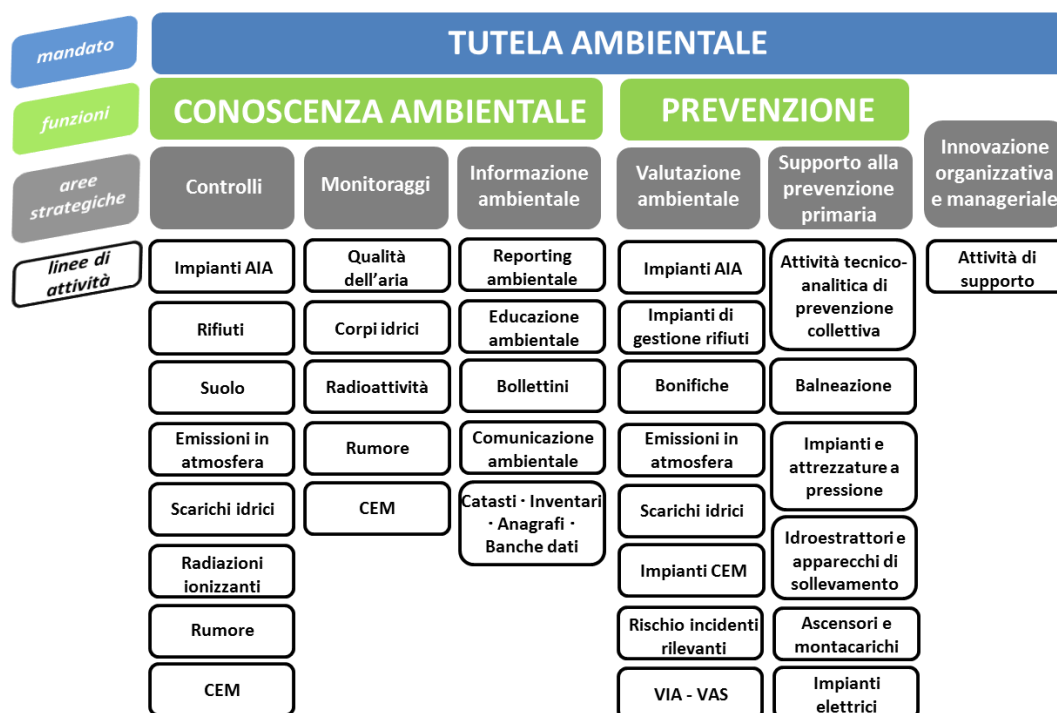 mandato
TUTELA AMBIENTALE
funzioni
CONOSCENZA AMBIENTALE
PREVENZIONE
aree
strategiche
Controlli
Monitoraggi
Informazione
ambientale
Valutazione
ambientale
Supporto alla
prevenzione
primaria
Innovazione
organizzativa
e manageriale
linee di
attività
Impianti AIA
Rifiuti
Suolo
Emissioni in
atmosfera
Scarichi idrici
Radiazioni
ionizzanti
Rumore
CEM
Qualità
dell'aria
Corpi idrici
Radioattività
Rumore
CEM
Reporting
ambientale
Educazione
ambientale
Bollettini
Comunicazione
ambientale
Catasti · Inventari
· Anagrafi ·
Banche dati
Impianti AIA
Impianti di
gestione rifiuti
Bonifiche
Emissioni in
atmosfera
Scarichi idrici
Impianti CEM
Rischio incidenti
rilevanti
VIA - VAS
Attività tecnico-
analitica di
prevenzione
collettiva
Balneazione
Impianti e
attrezzature a
pressione
Idroestrattori e
apparecchi di
sollevamento
Ascensori e
montacarichi
Impianti
elettrici
Attività di
supporto